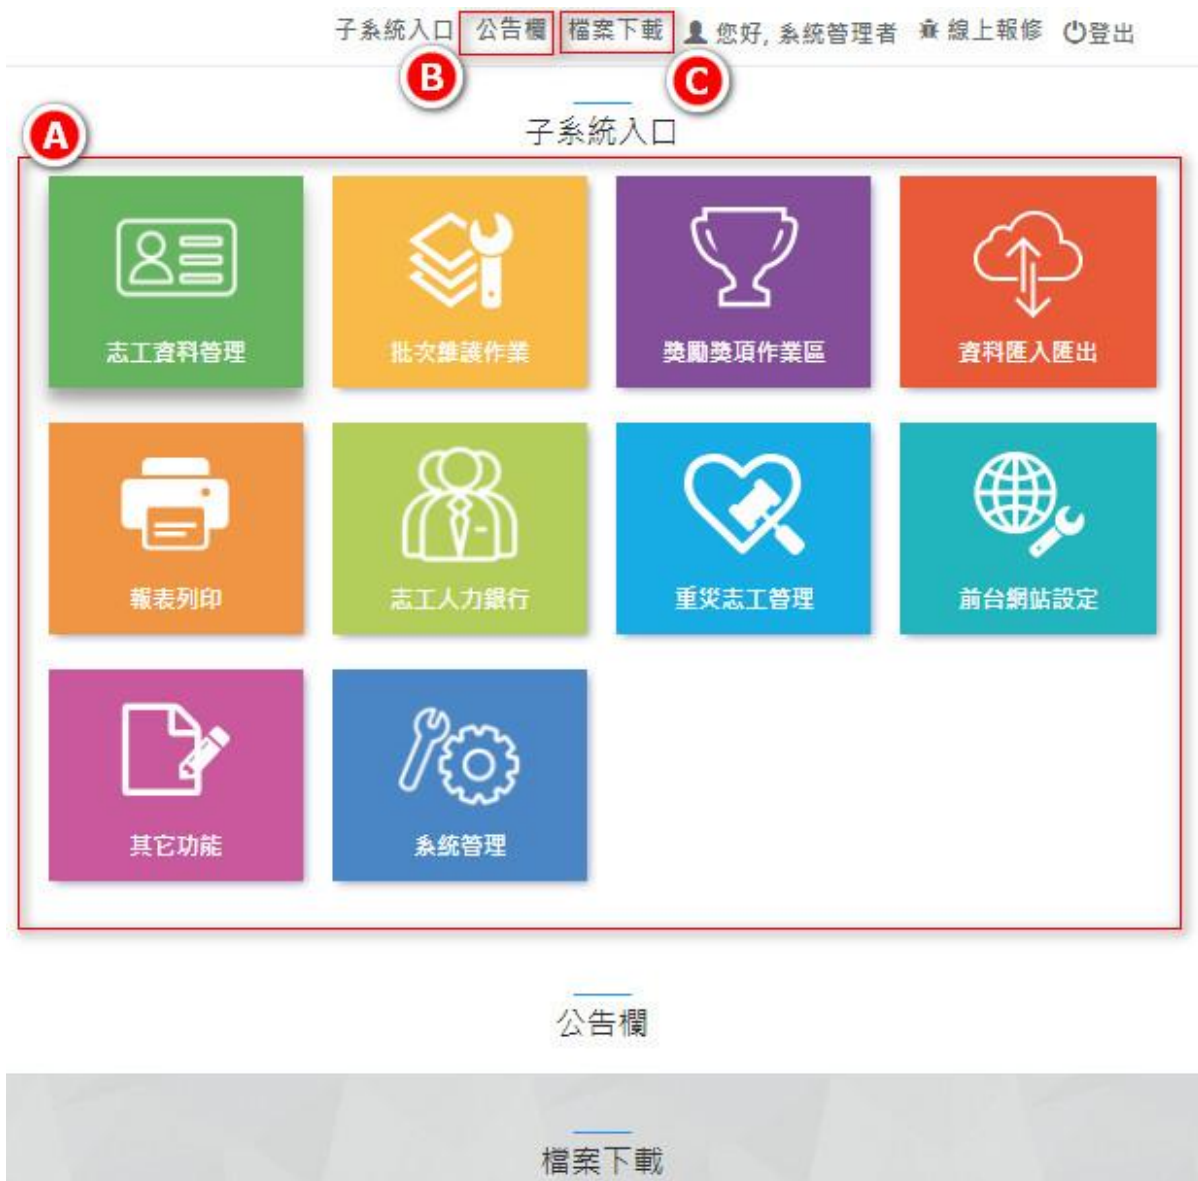 子系統入口 公告欄 檔案下載 您好, 系統管理者 線上報修 登出
B
C
A
子系統入口
志工資料管理 批次維護作業 獎勵獎項作業區 資料匯入匯出
報表列印 志工人力銀行 重災志工管理 前台網站設定
其它功能 系統管理
公告欄
檔案下載